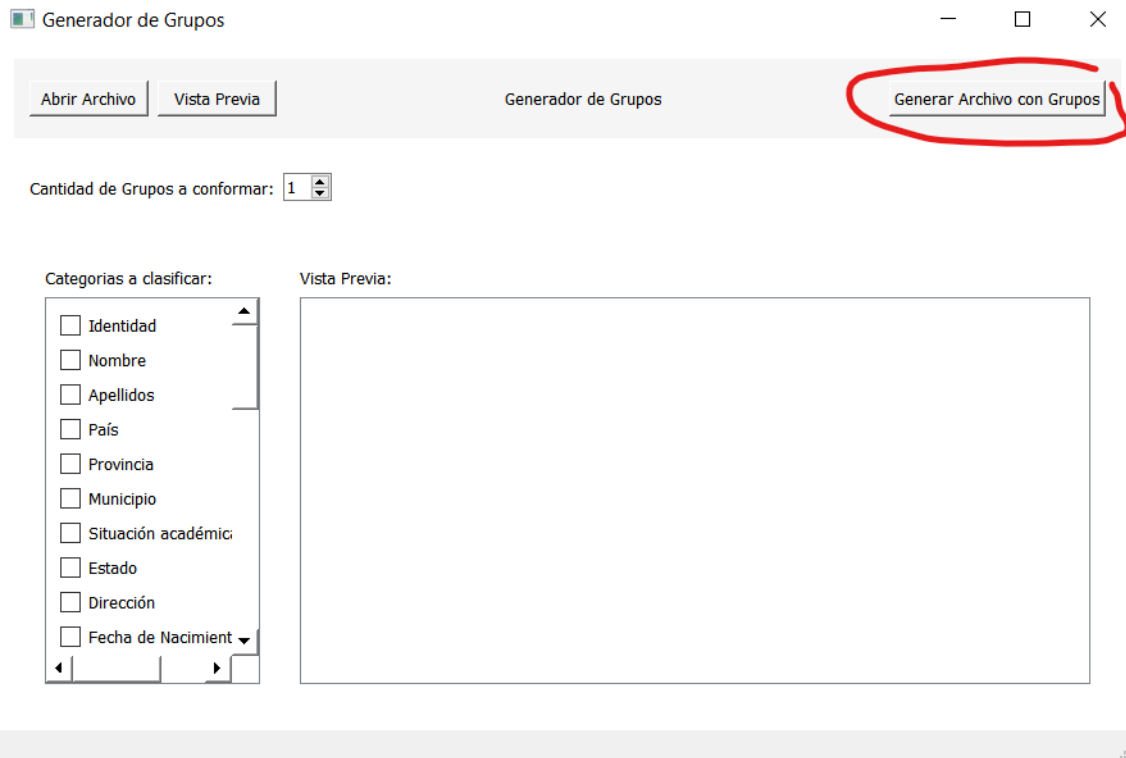 Generador de Grupos
Abrir Archivo Vista Previa Generador de Grupos Generar Archivo con Grupos
Cantidad de Grupos a conformar: 1
Categorias a clasificar:
Identidad
Nombre
Apellidos
País
Provincia
Municipio
Situación académica
Estado
Dirección
Fecha de Nacimient
Vista Previa: